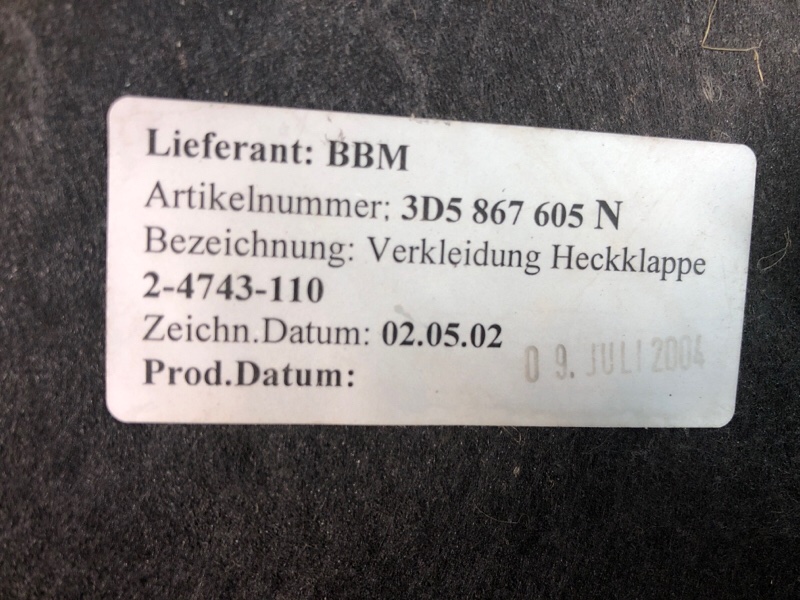 Lieferant: BBM
Artikelnummer: 3D5 867 605 N
Bezeichnung: Verkleidung Heckklappe
2-4743-110
Zeichn.Datum: 02.05.02
Prod.Datum: 09. JULI 2004